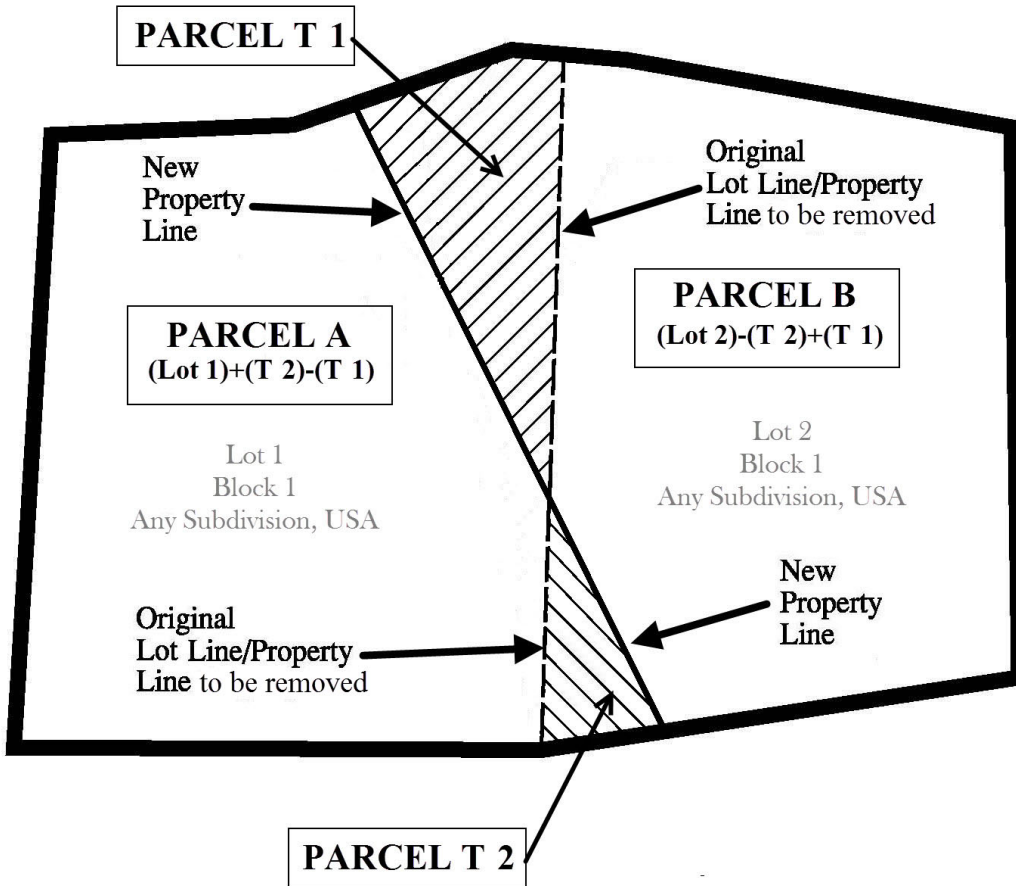 PARCEL T 1
New
Property
Line
Original
Lot Line/Property
Line to be removed
PARCEL A
(Lot 1)+(T 2)-(T 1)
PARCEL B
(Lot 2)-(T 2)+(T 1)
Lot 1
Block 1
Any Subdivision, USA
Lot 2
Block 1
Any Subdivision, USA
Original
Lot Line/Property
Line to be removed
New
Property
Line
PARCEL T 2